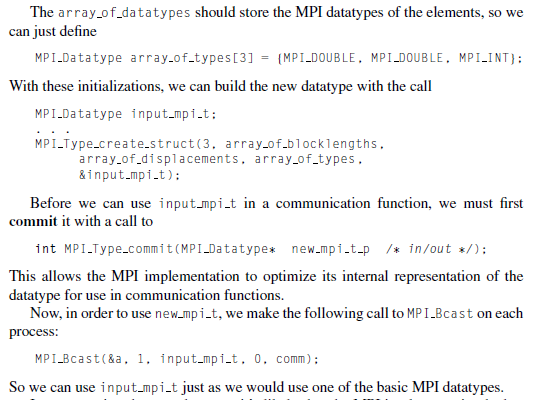 The array_of_datatypes should store the MPI datatypes of the elements, so we
can just define
MPI_Datatype array_of_types[3] = {MPI_DOUBLE, MPI_DOUBLE, MPI_INT};
With these initializations, we can build the new datatype with the call
MPI_Datatype input_mpi_t;
. . .
MPI_Type_create_struct(3, array_of_blocklengths,
array_of_displacements, array_of_types,
&input_mpi_t);
Before we can use input_mpi_t in a communication function, we must first
commit it with a call to
int MPI_Type_commit(MPI_Datatype* new_mpi_t_p /* in/out */);
This allows the MPI implementation to optimize its internal representation of the
datatype for use in communication functions.
Now, in order to use new_mpi_t, we make the following call to MPI_Bcast on each
process:
MPI_Bcast(&a, 1, input_mpi_t, 0, comm);
So we can use input_mpi_t just as we would use one of the basic MPI datatypes.